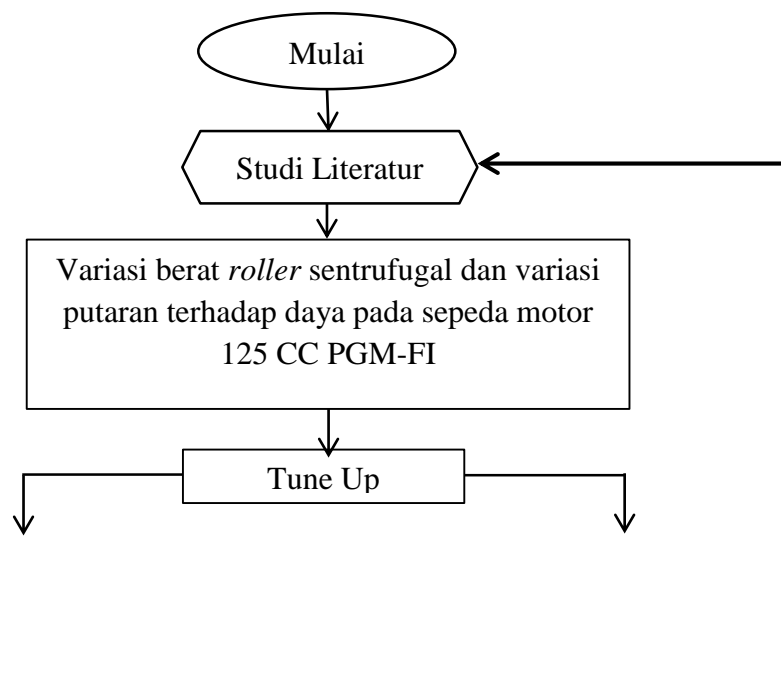 Mulai
Studi Literatur
Variasi berat roller sentrufugal dan variasi
putaran terhadap daya pada sepeda motor
125 CC PGM-FI
Tune Up